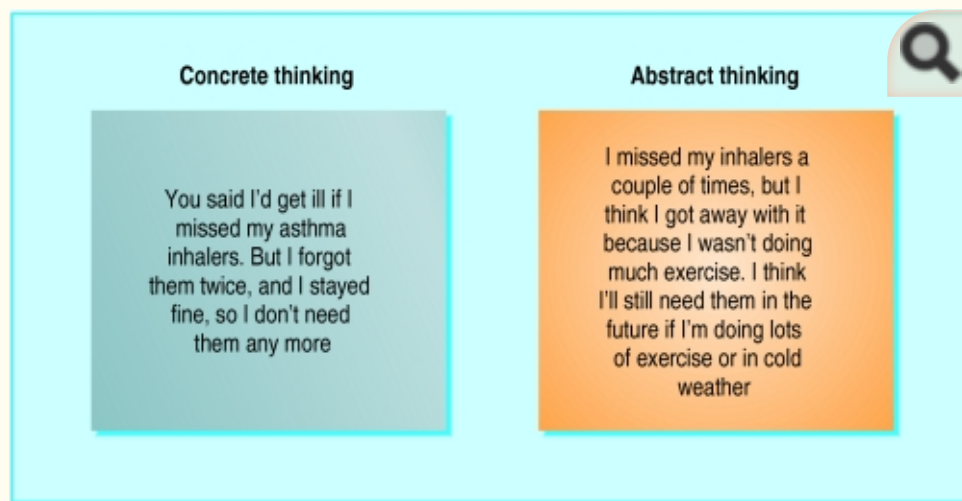 Concrete thinking
You said I'd get ill if I
missed my asthma
inhalers. But I forgot
them twice, and I stayed
fine, so I don't need
them any more
Abstract thinking
I missed my inhalers a
couple of times, but I
think I got away with it
because I wasn't doing
much exercise. I think
I'll still need them in the
future if I'm doing lots
of exercise or in cold
weather